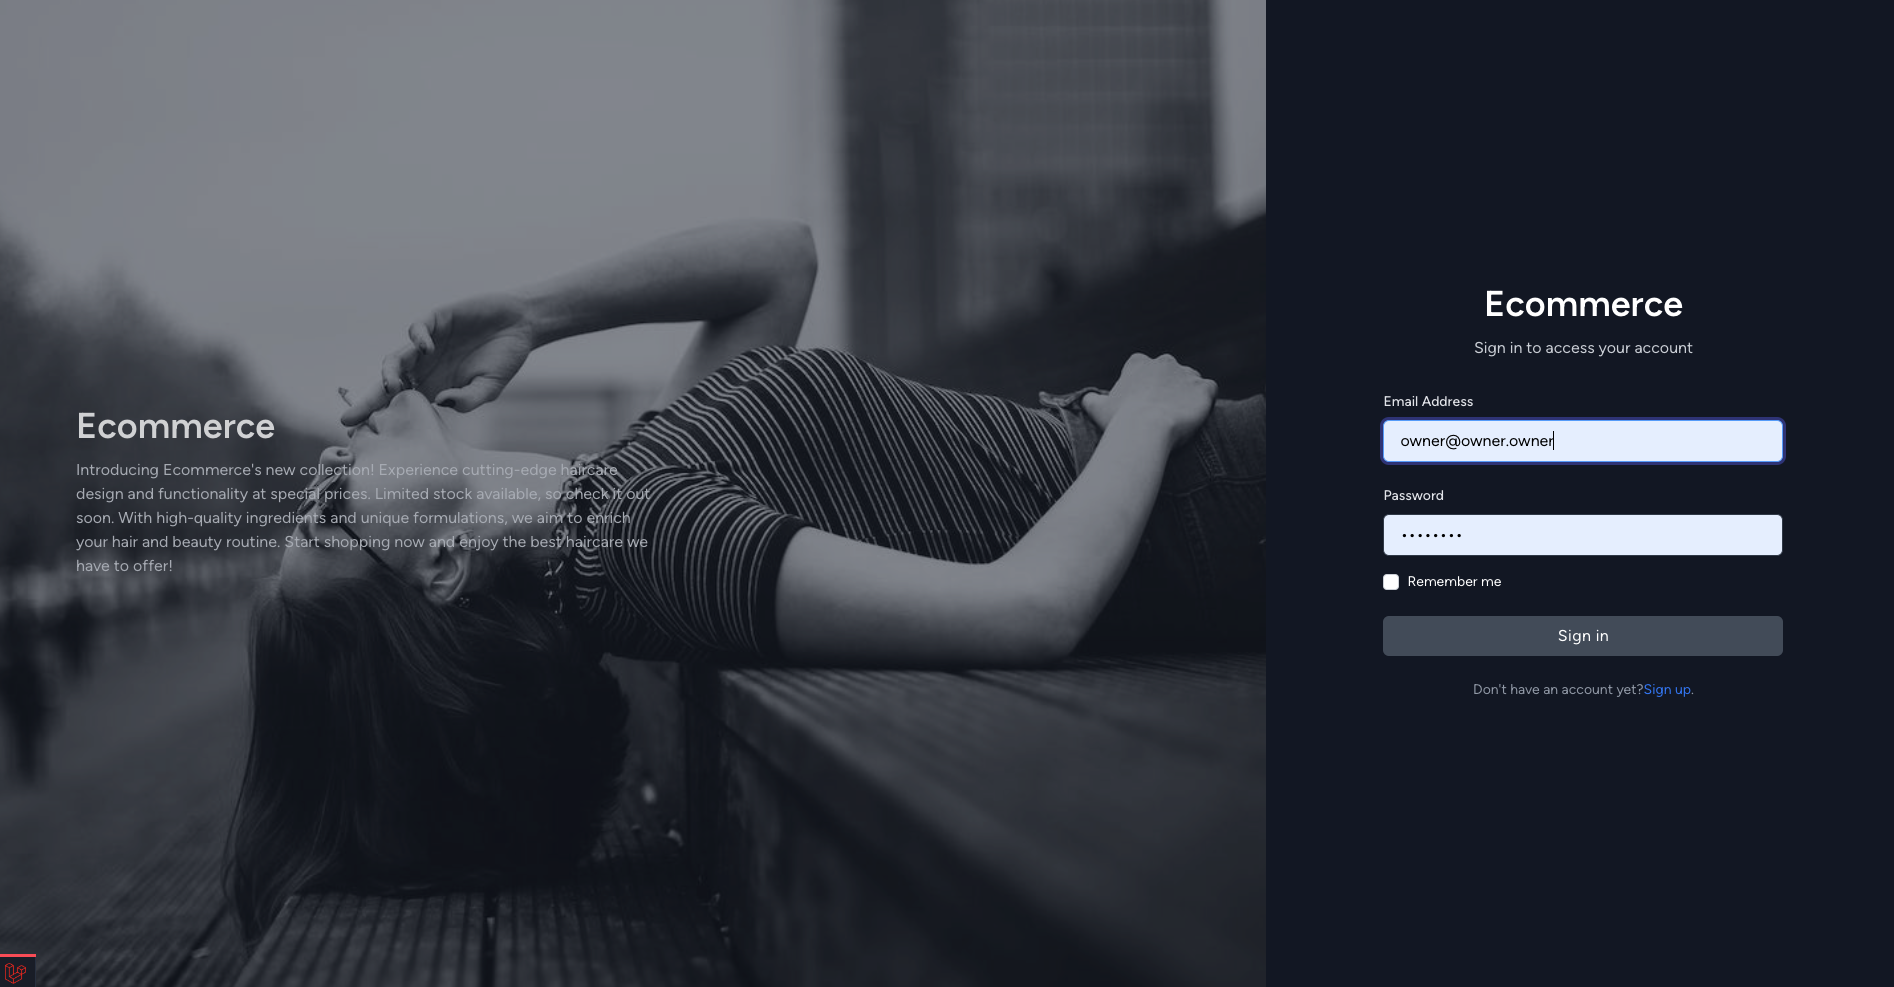 Ecommerce
Introducing Ecommerce's new collection! Experience cutting-edge haircare
design and functionality at special prices. Limited stock available, so check it out
soon. With high-quality ingredients and unique formulations, we aim to enrich
your hair and beauty routine. Start shopping now and enjoy the best haircare we
have to offer!
Ecommerce
Sign in to access your account
Email Address
owner@owner.owner
Password
••••••••
Remember me
Sign in
Don't have an account yet?Sign up.